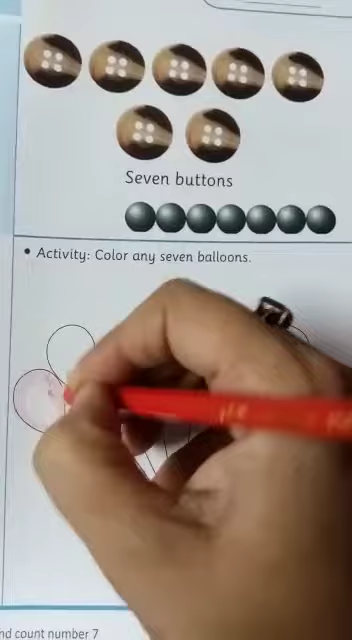 Seven buttons
• Activity: Color any seven balloons.
nd count number 7